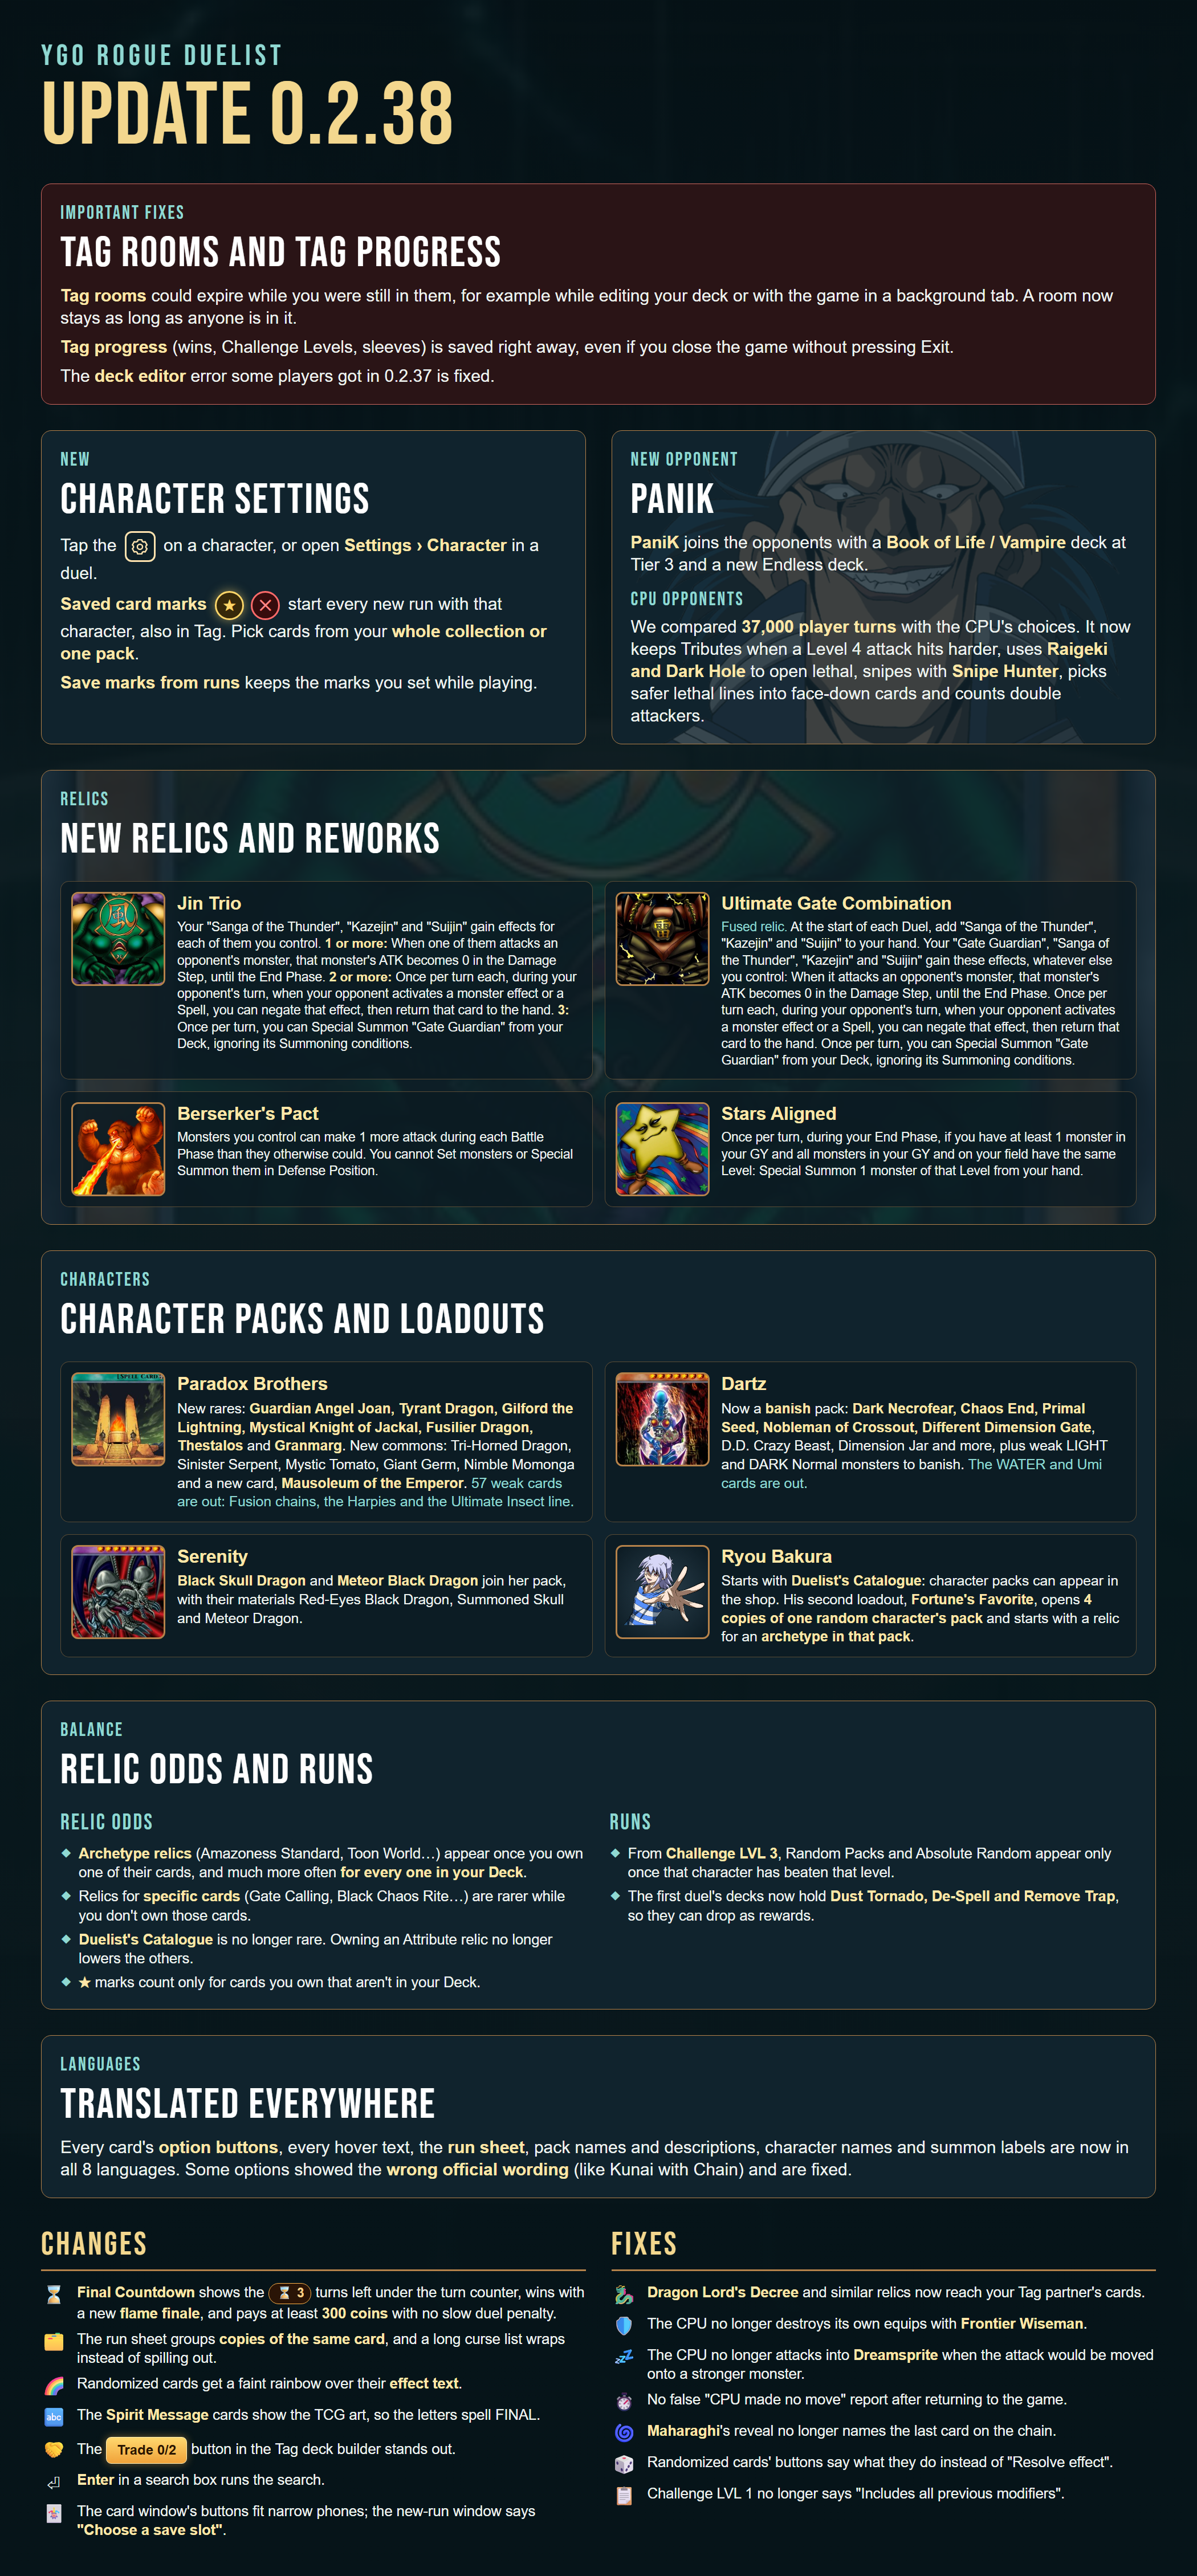 YGO ROGUE DUELIST
UPDATE 0.2.38
IMPORTANT FIXES
TAG ROOMS AND TAG PROGRESS
Tag rooms could expire while you were still in them, for example while editing your deck or with the game in a background tab. A room now
stays as long as anyone is in it.
Tag progress (wins, Challenge Levels, sleeves) is saved right away, even if you close the game without pressing Exit.
The deck editor error some players got in 0.2.37 is fixed.
NEW
CHARACTER SETTINGS
Tap the on a character, or open Settings › Character in a
duel.
Saved card marks ★ ✕ start every new run with that
character, also in Tag. Pick cards from your whole collection or
one pack.
Save marks from runs keeps the marks you set while playing.
NEW OPPONENT
PANIK
PaniK joins the opponents with a Book of Life / Vampire deck at
Tier 3 and a new Endless deck.
CPU OPPONENTS
We compared 37,000 player turns with the CPU's choices. It now
keeps Tributes when a Level 4 attack hits harder, uses Raigeki
and Dark Hole to open lethal, snipes with Snipe Hunter, picks
safer lethal lines into face-down cards and counts double
attackers.
RELICS
NEW RELICS AND REWORKS
Jin Trio
Your "Sanga of the Thunder", "Kazejin" and "Suijin" gain effects for
each of them you control. 1 or more: When one of them attacks an
opponent's monster, that monster's ATK becomes 0 in the Damage
Step, until the End Phase. 2 or more: Once per turn each, during your
opponent's turn, when your opponent activates a monster effect or a
Spell, you can negate that effect, then return that card to the hand. 3:
Once per turn, you can Special Summon "Gate Guardian" from your
Deck, ignoring its Summoning conditions.
風
Ultimate Gate Combination
Fused relic. At the start of each Duel, add "Sanga of the Thunder",
"Kazejin" and "Suijin" to your hand. Your "Gate Guardian", "Sanga of
the Thunder", "Kazejin" and "Suijin" gain these effects, whatever else
you control: When it attacks an opponent's monster, that monster's
ATK becomes 0 in the Damage Step, until the End Phase. Once per
turn each, during your opponent's turn, when your opponent activates
a monster effect or a Spell, you can negate that effect, then return that
card to the hand. Once per turn, you can Special Summon "Gate
Guardian" from your Deck, ignoring its Summoning conditions.
雷
Berserker's Pact
Monsters you control can make 1 more attack during each Battle
Phase than they otherwise could. You cannot Set monsters or Special
Summon them in Defense Position.
Stars Aligned
Once per turn, during your End Phase, if you have at least 1 monster in
your GY and all monsters in your GY and on your field have the same
Level: Special Summon 1 monster of that Level from your hand.
CHARACTERS
CHARACTER PACKS AND LOADOUTS
SPELL CARD
Paradox Brothers
New rares: Guardian Angel Joan, Tyrant Dragon, Gilford the
Lightning, Mystical Knight of Jackal, Fusilier Dragon,
Thestalos and Granmarg. New commons: Tri-Horned Dragon,
Sinister Serpent, Mystic Tomato, Giant Germ, Nimble Momonga
and a new card, Mausoleum of the Emperor. 57 weak cards
are out: Fusion chains, the Harpies and the Ultimate Insect line.
Dartz
Now a banish pack: Dark Necrofear, Chaos End, Primal
Seed, Nobleman of Crossout, Different Dimension Gate,
D.D. Crazy Beast, Dimension Jar and more, plus weak LIGHT
and DARK Normal monsters to banish. The WATER and Umi
cards are out.
Serenity
Black Skull Dragon and Meteor Black Dragon join her pack,
with their materials Red-Eyes Black Dragon, Summoned Skull
and Meteor Dragon.
Ryou Bakura
Starts with Duelist's Catalogue: character packs can appear in
the shop. His second loadout, Fortune's Favorite, opens 4
copies of one random character's pack and starts with a relic
for an archetype in that pack.
BALANCE
RELIC ODDS AND RUNS
RELIC ODDS
Archetype relics (Amazoness Standard, Toon World…) appear once you own
one of their cards, and much more often for every one in your Deck.
Relics for specific cards (Gate Calling, Black Chaos Rite…) are rarer while
you don't own those cards.
Duelist's Catalogue is no longer rare. Owning an Attribute relic no longer
lowers the others.
★ marks count only for cards you own that aren't in your Deck.
RUNS
From Challenge LVL 3, Random Packs and Absolute Random appear only
once that character has beaten that level.
The first duel's decks now hold Dust Tornado, De-Spell and Remove Trap,
so they can drop as rewards.
LANGUAGES
TRANSLATED EVERYWHERE
Every card's option buttons, every hover text, the run sheet, pack names and descriptions, character names and summon labels are now in
all 8 languages. Some options showed the wrong official wording (like Kunai with Chain) and are fixed.
CHANGES
Final Countdown shows the ⌛ 3 turns left under the turn counter, wins with
a new flame finale, and pays at least 300 coins with no slow duel penalty.
The run sheet groups copies of the same card, and a long curse list wraps
instead of spilling out.
Randomized cards get a faint rainbow over their effect text.
abc
The Spirit Message cards show the TCG art, so the letters spell FINAL.
The Trade 0/2 button in the Tag deck builder stands out.
Enter in a search box runs the search.
The card window's buttons fit narrow phones; the new-run window says
"Choose a save slot".
FIXES
Dragon Lord's Decree and similar relics now reach your Tag partner's cards.
The CPU no longer destroys its own equips with Frontier Wiseman.
The CPU no longer attacks into Dreamsprite when the attack would be moved
onto a stronger monster.
No false "CPU made no move" report after returning to the game.
Maharaghi's reveal no longer names the last card on the chain.
Randomized cards' buttons say what they do instead of "Resolve effect".
Challenge LVL 1 no longer says "Includes all previous modifiers".